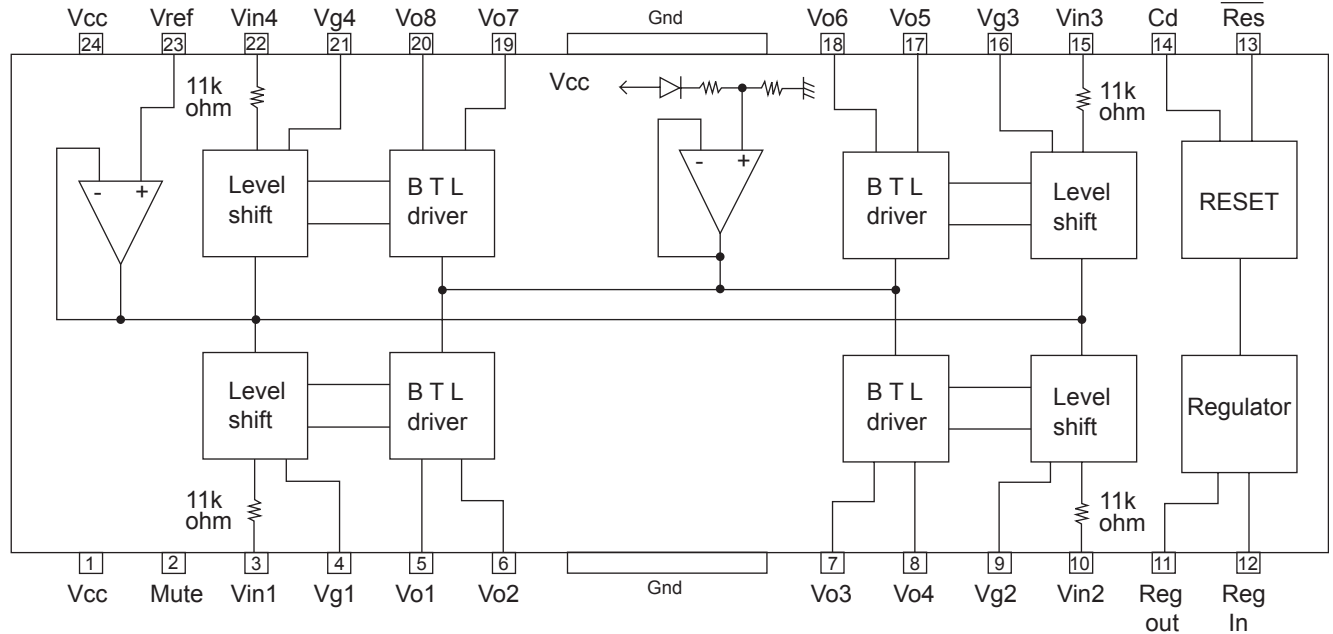 Vcc Vref Vin4 Vg4 Vo8 Vo7 Gnd Vo6 Vo5 Vg3 Vin3 Cd Res
24 23 22 21 20 19 18 17 16 15 14 13
11k
ohm
Vcc
11k
ohm
- +
Level
shift
B T L
driver
- +
B T L
driver
Level
shift
RESET
Level
shift
B T L
driver
B T L
driver
Level
shift
Regulator
11k
ohm
11k
ohm
1 2 3 4 5 6 7 8 9 10 11 12
Vcc Mute Vin1 Vg1 Vo1 Vo2 Gnd Vo3 Vo4 Vg2 Vin2 Reg
out
Reg
In